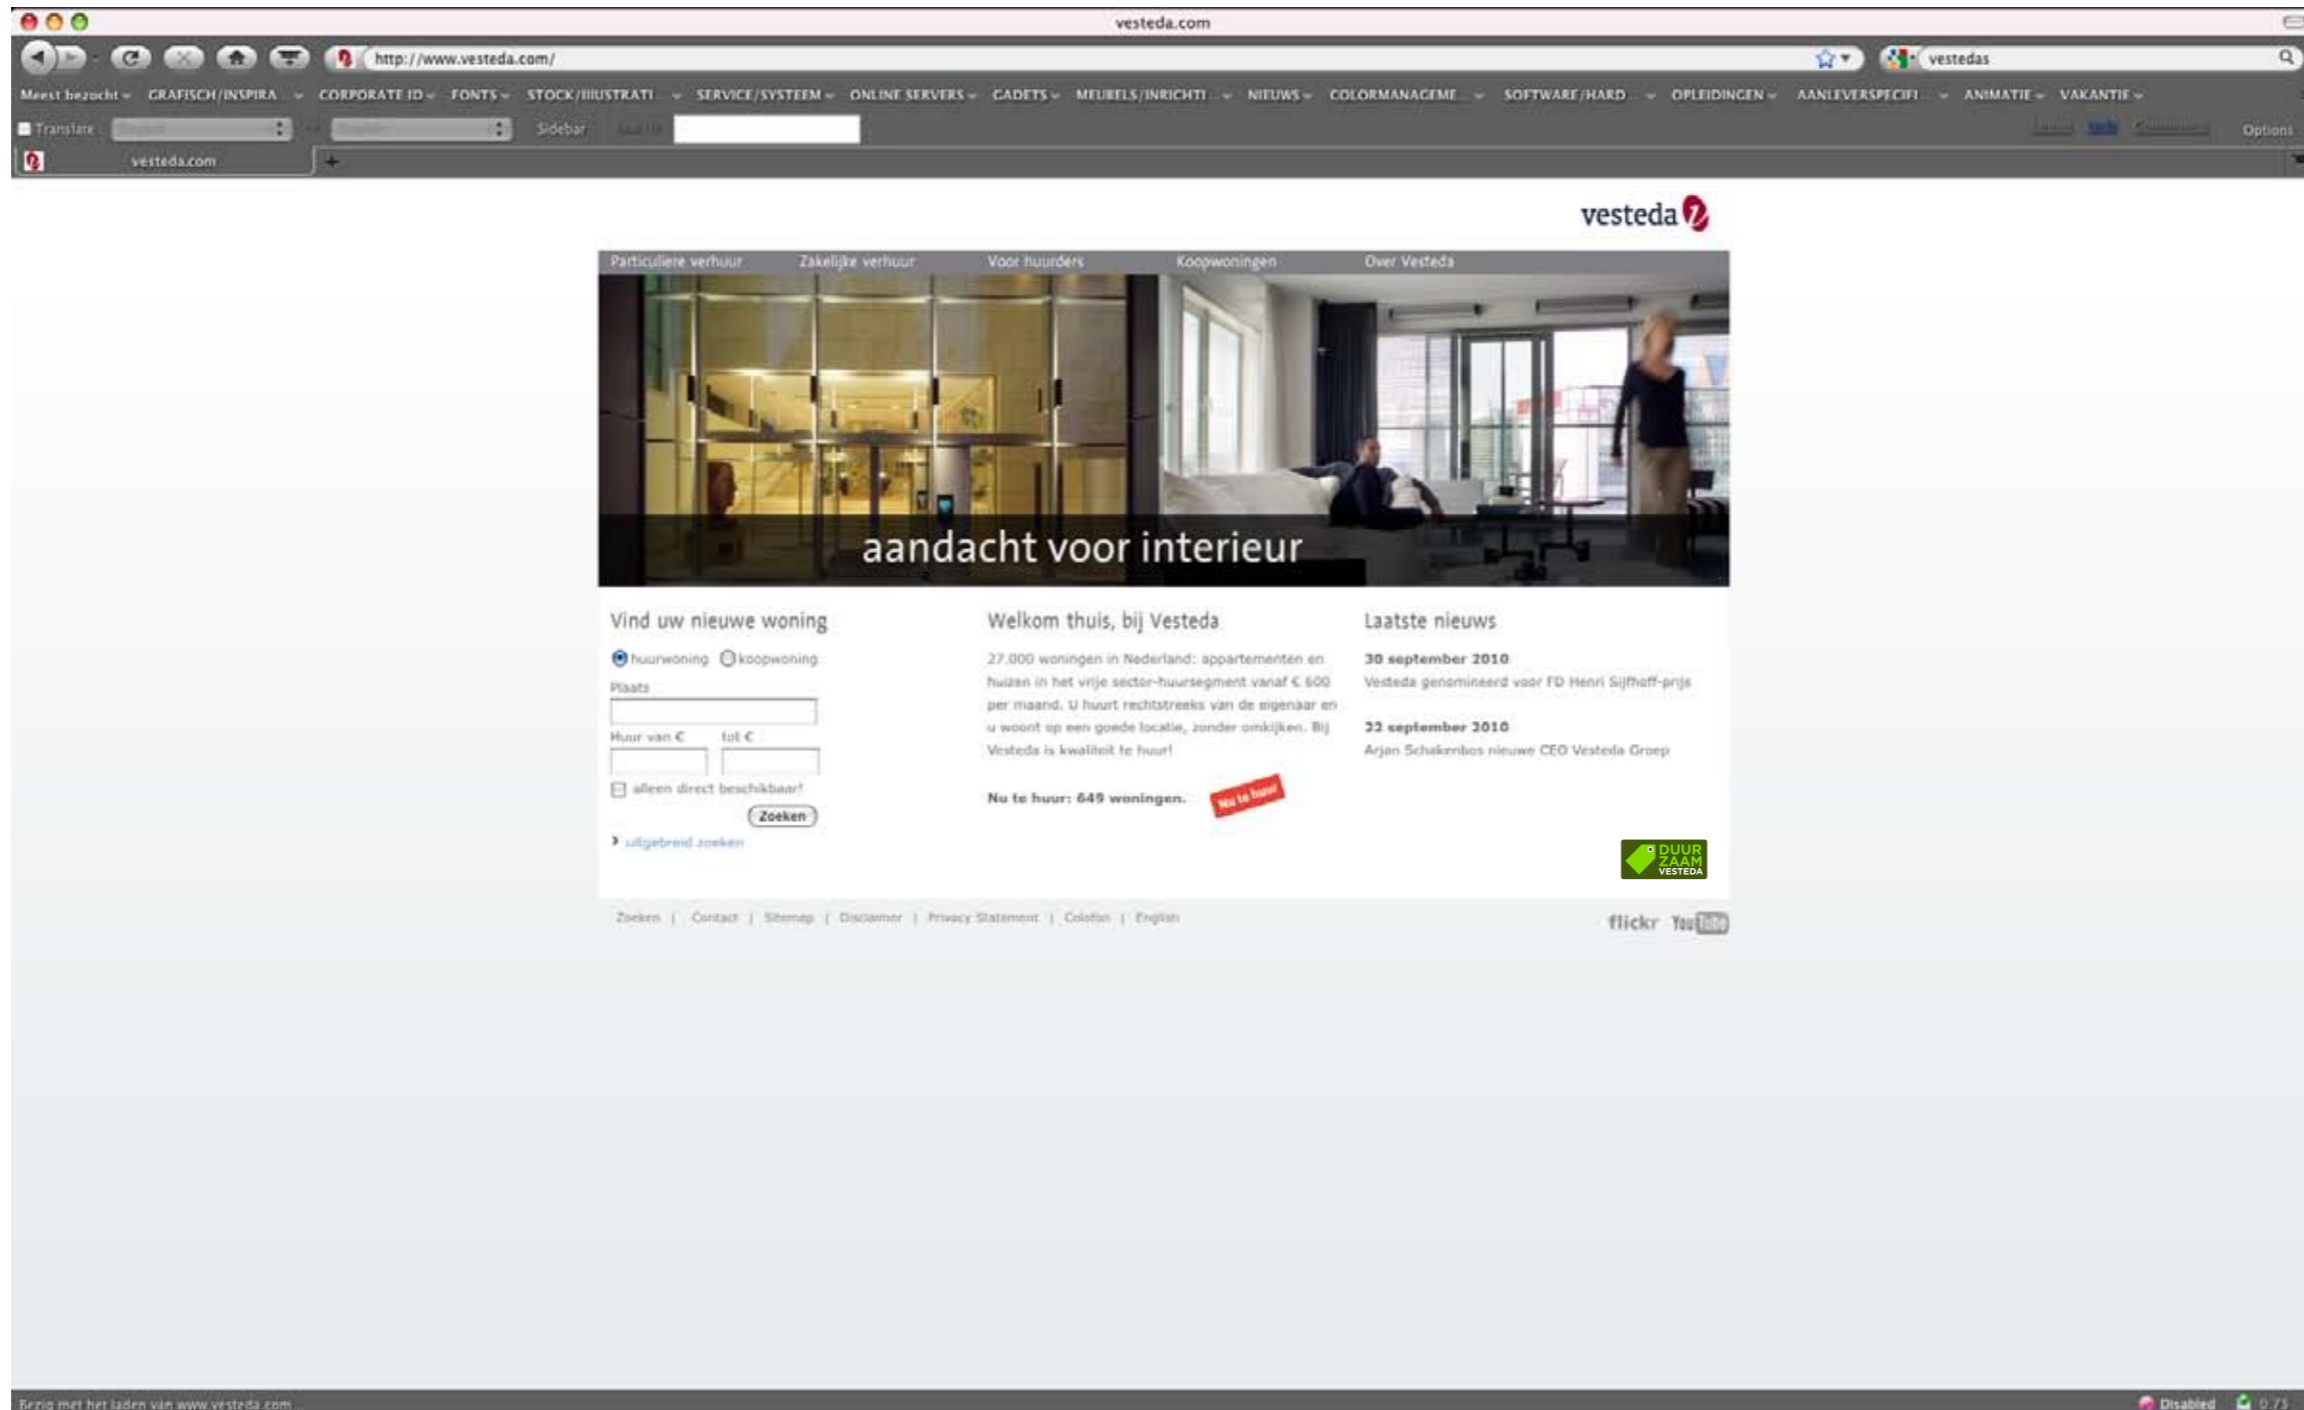 vesteda.com
http://www.vesteda.com/
vestedas
Meest bezocht GRAFISCH/INSPIRA... CORPORATE ID FONTS STOCK/IIIUSTRATI... SERVICE/SYSTEEM ONLINE SERVERS GADETS MEUBELS/INRICHTI... NIEUWS COLORMANAGEME... SOFTWARE/HARD... OPLEIDINGEN AANLEVERSPECIFI... ANIMATIE VAKANTIE
Translate Sidebar Options
vesteda.com
vesteda
Particuliere verhuur Zakelijke verhuur Voor huurders Koopwoningen Over Vesteda
aandacht voor interieur
Vind uw nieuwe woning
huurwoning koopwoning
Plaats
Huur van € tot €
alleen direct beschikbaar!
Zoeken
uitgebreid zoeken
Welkom thuis, bij Vesteda
27.000 woningen in Nederland: appartementen en
huizen in het vrije sector-huursegment vanaf € 600
per maand. U huurt rechtstreeks van de eigenaar en
u woont op een goede locatie, zonder omkijken. Bij
Vesteda is kwaliteit te huur!
Nu te huur: 649 woningen.
Nu te huur
Laatste nieuws
30 september 2010
Vesteda genomineerd voor FD Henri Sijfhoff-prijs
22 september 2010
Arjan Schakenbos nieuwe CEO Vesteda Groep
DUUR
ZAAM
VESTEDA
Zoeken | Contact | Sitemap | Disclaimer | Privacy Statement | Colofon | English
flickr YouTube
Bezig met het laden van www.vesteda.com
Disabled 0.75